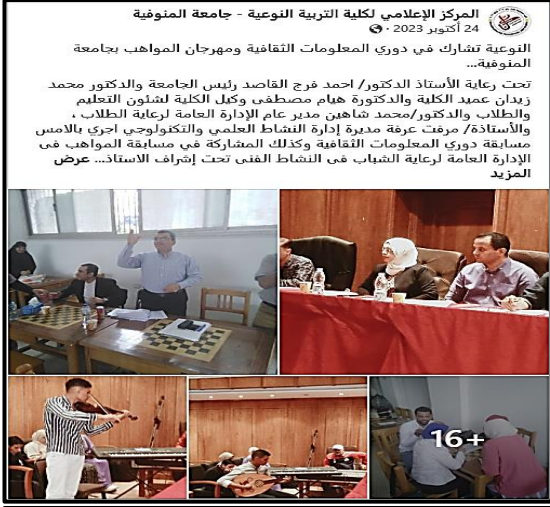 المركز الإعلامي لكلية التربية النوعية - جامعة المنوفية
24 أكتوبر 2023 ·
النوعية تشارك في دوري المعلومات الثقافية ومهرجان المواهب بجامعة
المنوفية...
تحت رعاية الأستاذ الدكتور/ احمد فرج القاصد رئيس الجامعة والدكتور محمد
زيدان عميد الكلية والدكتورة هيام مصطفى وكيل الكلية لشئون التعليم
والطلاب والدكتور/محمد شاهين مدير عام الإدارة العامة لرعاية الطلاب ،
والأستاذة/ مرفت عرفة مديرة إدارة النشاط العلمي والتكنولوجي اجري بالامس
مسابقة دوري المعلومات الثقافية وكذلك المشاركة في مسابقة المواهب فى
الإدارة العامة لرعاية الشباب فى النشاط الفنى تحت إشراف الاستاذ... عرض
المزيد
16+